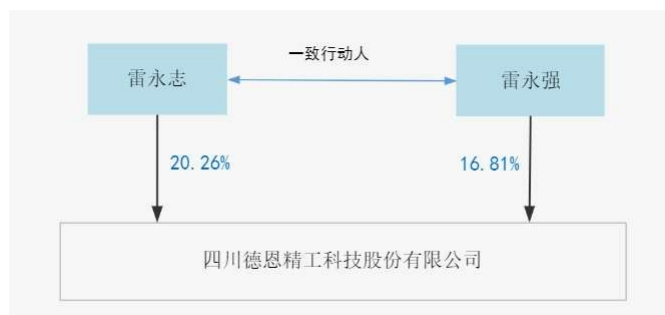 一致行动人
雷永志
雷永强
20.26%
16.81%
四川德恩精工科技股份有限公司